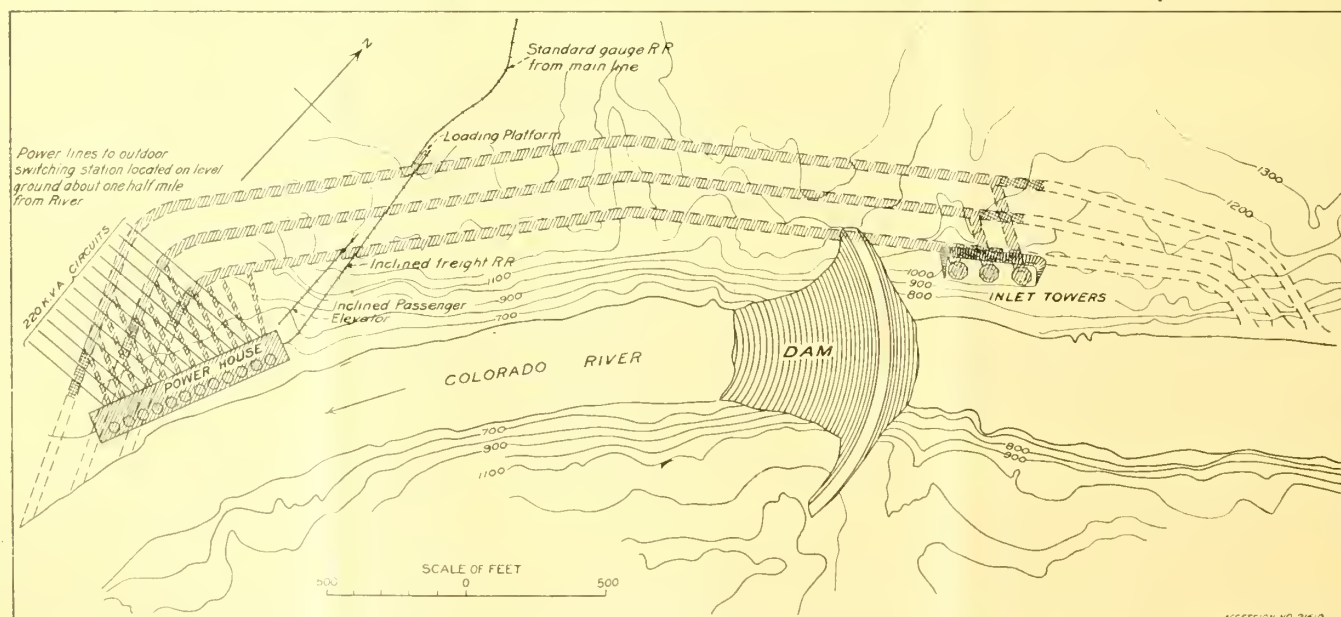 N
Standard gauge RR
from main line
Loading Platform
Power lines to outdoor
switching station located on level
ground about one half mile
from River
220 K.V.A. CIRCUITS
1300
1200
Inclined freight RR
1100
1000
900
900
800
INLET TOWERS
Inclined Passenger
Elevator
700
POWER HOUSE
DAM
COLORADO RIVER
700
900
1100
800
900
SCALE OF FEET
500
0
500